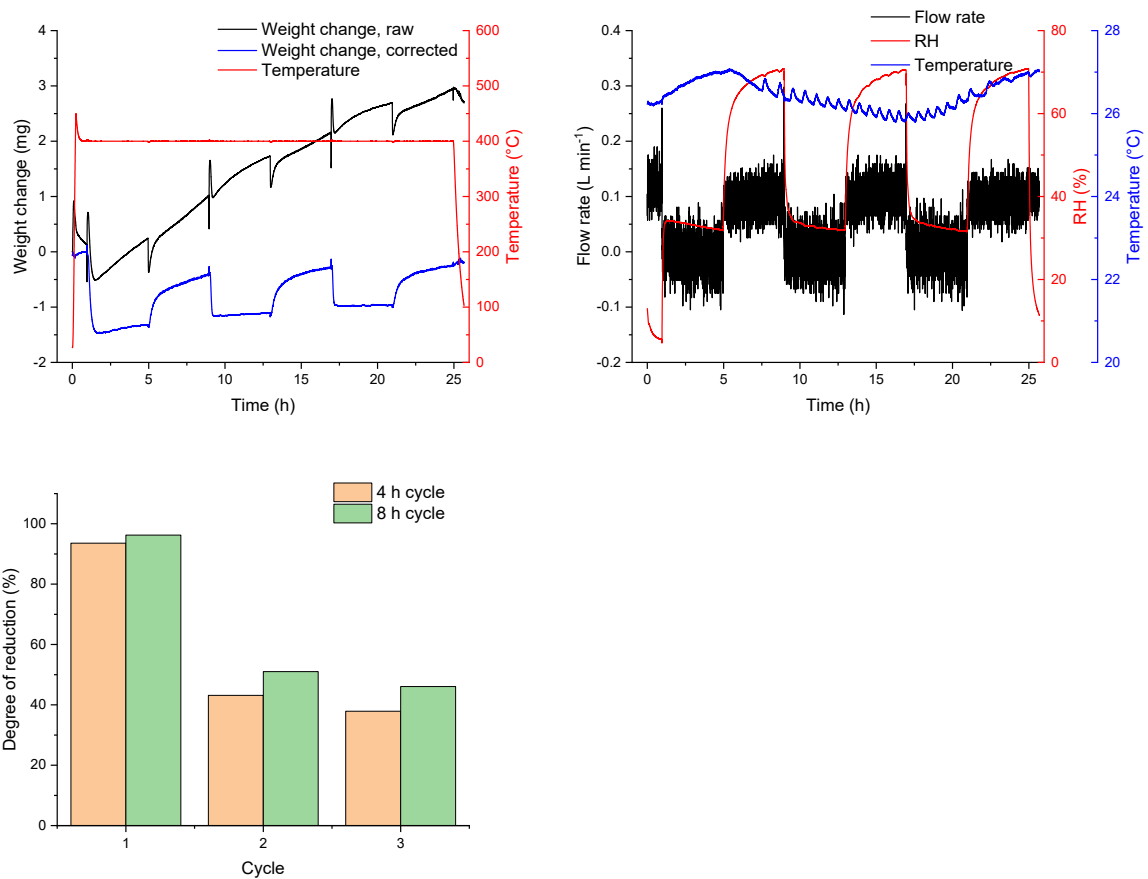 Weight change, raw
Weight change, corrected
Temperature
4
3
2
1
0
-1
-2
Weight change (mg)
600
500
400
300
200
100
0
Temperature (°C)
0 5 10 15 20 25
Time (h)
Flow rate
RH
Temperature
0.4
0.3
0.2
0.1
0.0
-0.1
-0.2
Flow rate (L min⁻¹)
80
60
40
20
0
RH (%)
28
26
24
22
20
Temperature (°C)
0 5 10 15 20 25
Time (h)
4 h cycle
8 h cycle
100
80
60
40
20
0
Degree of reduction (%)
1 2 3
Cycle